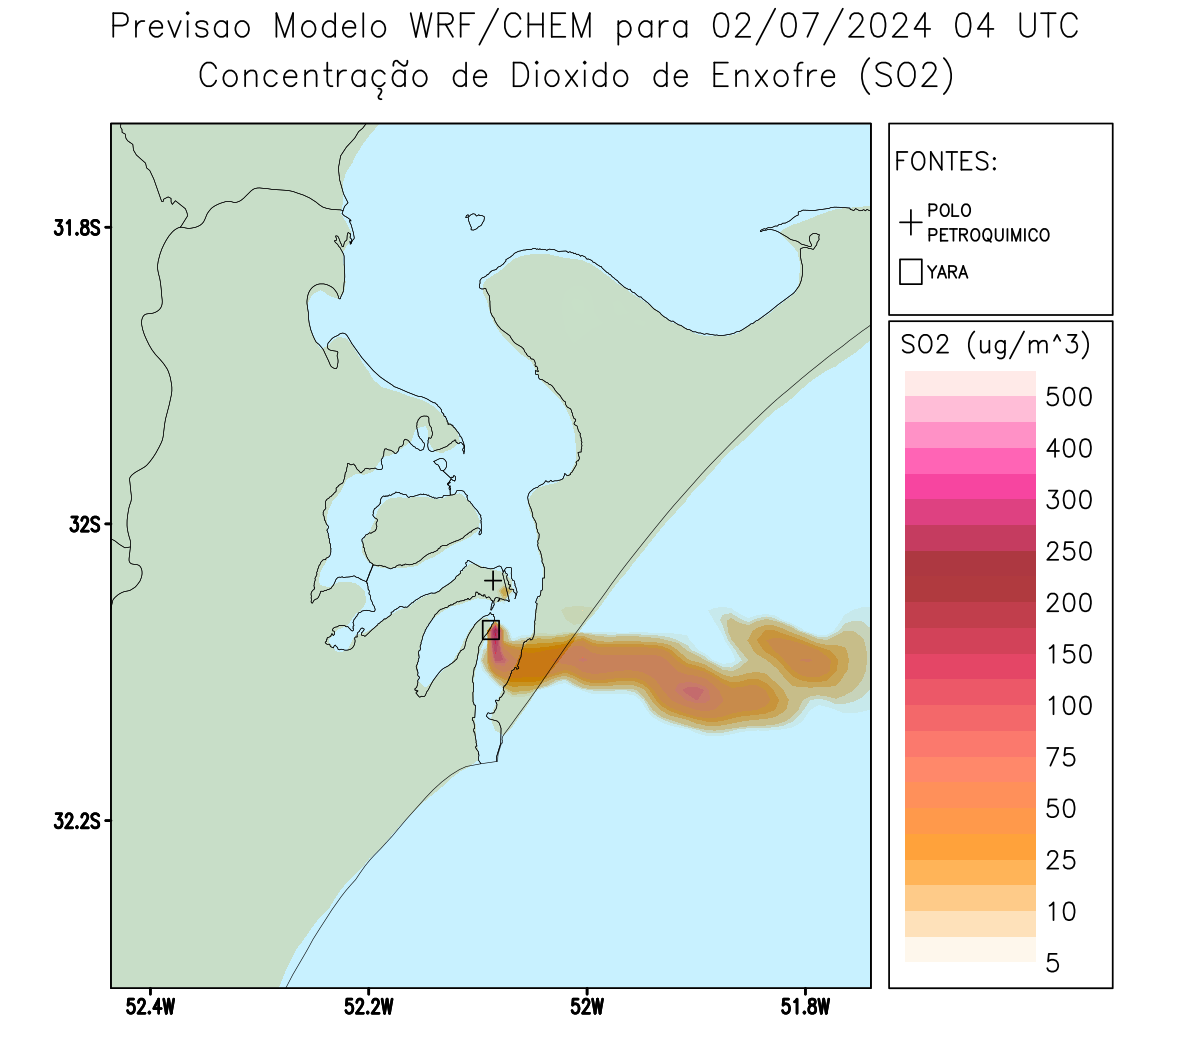 Previsao Modelo WRF/CHEM para 02/07/2024 04 UTC
Concentração de Dioxido de Enxofre (SO2)
FONTES:
POLO
PETROQUIMICO
YARA
31.8S
32S
32.2S
52.4W
52.2W
52W
51.8W
SO2 (ug/m^3)
500
400
300
250
200
150
100
75
50
25
10
5